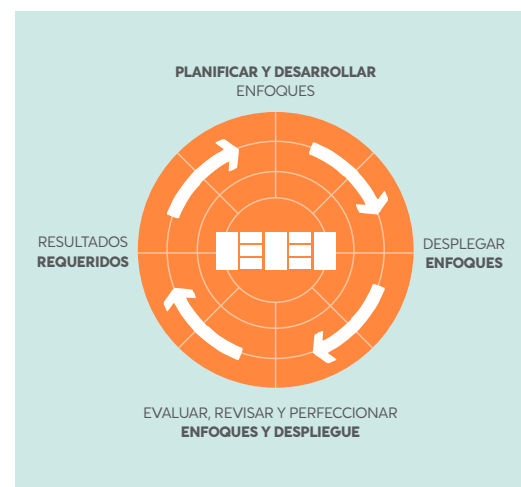 PLANIFICAR Y DESARROLLAR
ENFOQUES
RESULTADOS
REQUERIDOS
DESPLEGAR
ENFOQUES
EVALUAR, REVISAR Y PERFECCIONAR
ENFOQUES Y DESPLIEGUE